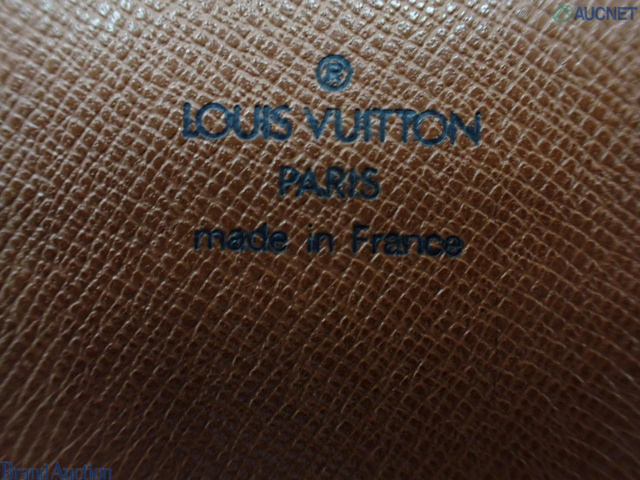 AUCNET
®
LOUIS VUITTON
PARIS
made in France
Brand Auction